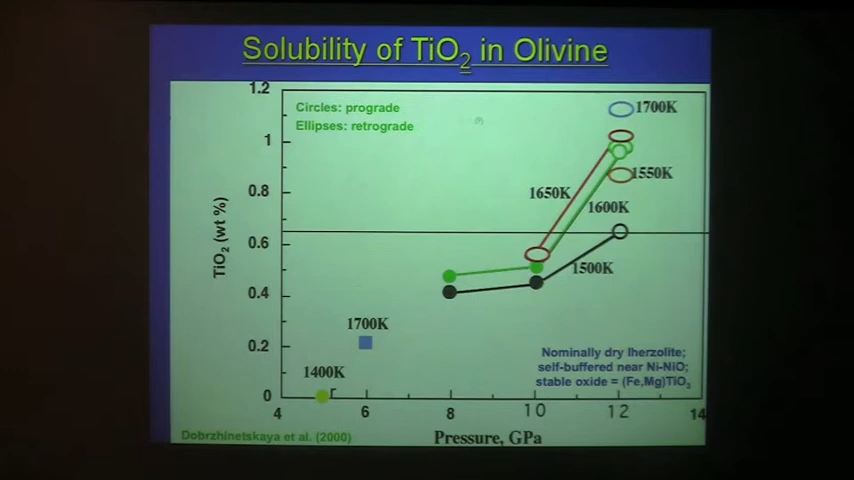 Solubility of TiO2 in Olivine
1.2
1
0.8
0.6
0.4
0.2
0
TiO2 (wt %)
Circles: prograde
Ellipses: retrograde
1700K
1550K
1650K
1600K
1500K
1700K
1400K
r
Nominally dry lherzolite;
self-buffered near Ni-NiO;
stable oxide = (Fe,Mg)TiO3
4
6
8
10
12
14
Dobrzhinetskaya et al. (2000)
Pressure, GPa